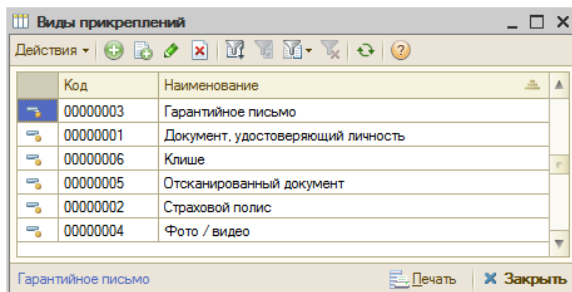 Виды прикреплений
Действия
Код Наименование
00000003 Гарантийное письмо
00000001 Документ, удостоверяющий личность
00000006 Клише
00000005 Отсканированный документ
00000002 Страховой полис
00000004 Фото / видео
Гарантийное письмо Печать Закрыть